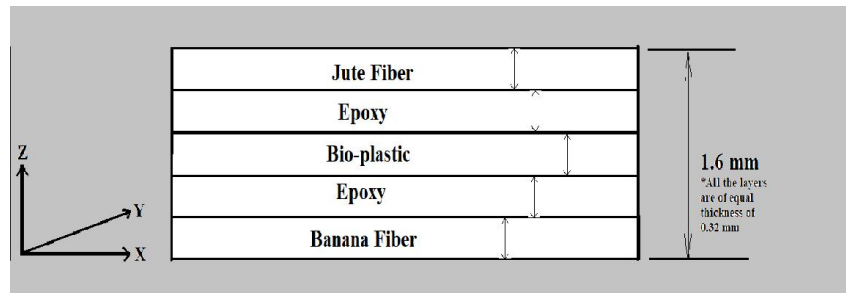 Jute Fiber
Epoxy
Bio-plastic
Epoxy
Banana Fiber
Z
Y
X
1.6 mm
*All the layers
are of equal
thickness of
0.32 mm